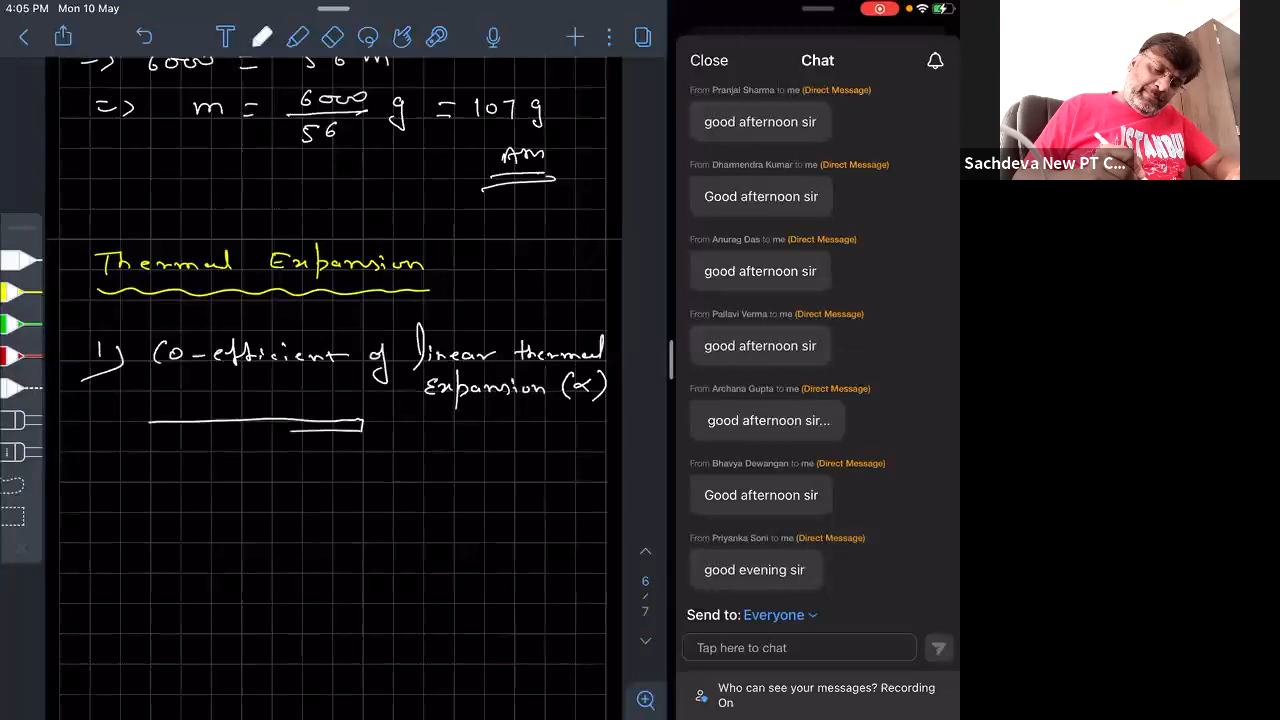 4:05 PM Mon 10 May
=> 6000 = 56 m
=> m = 6000/56 g = 107 g
Ans
Thermal Expansion
1) Co-efficient of linear thermal
Expansion (α)
6
/
7
Close
Chat
From Pranjal Sharma to me (Direct Message)
good afternoon sir
From Dharmendra Kumar to me (Direct Message)
Good afternoon sir
From Anurag Das to me (Direct Message)
good afternoon sir
From Pallavi Verma to me (Direct Message)
good afternoon sir
From Archana Gupta to me (Direct Message)
good afternoon sir...
From Bhavya Dewangan to me (Direct Message)
Good afternoon sir
From Priyanka Soni to me (Direct Message)
good evening sir
Send to: Everyone
Tap here to chat
Who can see your messages? Recording
On
ISTANBUL
Sachdeva New PT C...